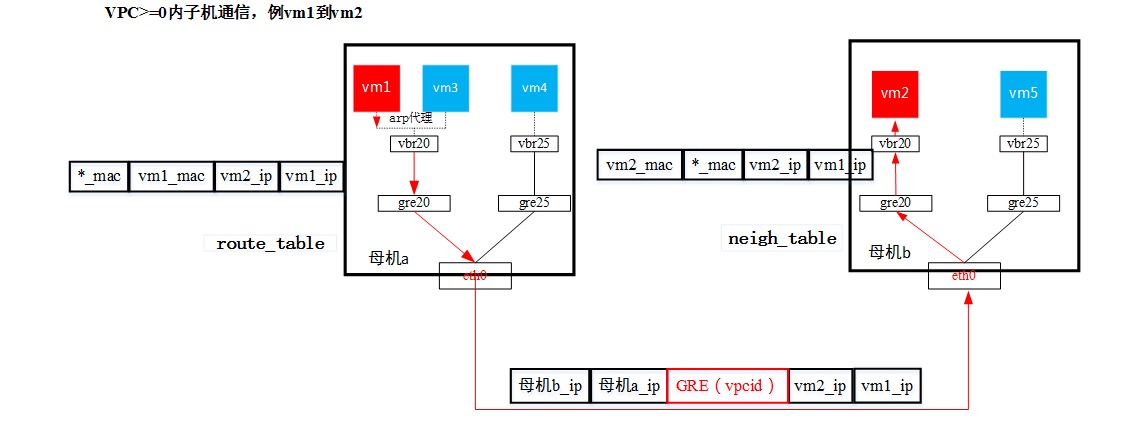 VPC>=0内子机通信，例vm1到vm2
vm1 vm3 vm4
arp代理
vbr20 vbr25
*_mac vm1_mac vm2_ip vm1_ip
gre20 gre25
route_table
母机a
eth0
vm2 vm5
vbr20 vbr25
vm2_mac *_mac vm2_ip vm1_ip
gre20 gre25
neigh_table
母机b
eth0
母机b_ip 母机a_ip GRE（vpcid） vm2_ip vm1_ip